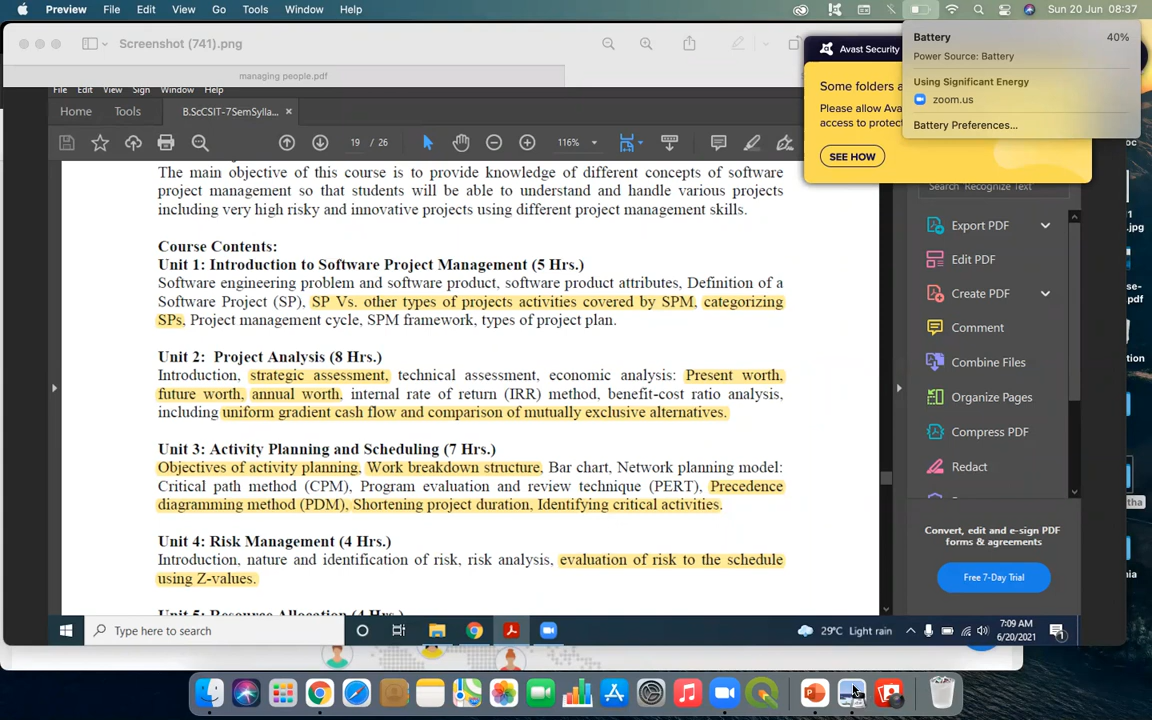 Preview File Edit View Go Tools Window Help
Sun 20 Jun 08:37
Screenshot (741).png
Battery 40%
Power Source: Battery
Using Significant Energy
zoom.us
Battery Preferences...
Avast Security
Some folders
Please allow Avas
access to protec
SEE HOW
managing people.pdf
File Edit View Sign Window Help
Home Tools B.ScCSIT-7SemSylla...
19 / 26 116%
The main objective of this course is to provide knowledge of different concepts of software
project management so that students will be able to understand and handle various projects
including very high risky and innovative projects using different project management skills.
Course Contents:
Unit 1: Introduction to Software Project Management (5 Hrs.)
Software engineering problem and software product, software product attributes, Definition of a
Software Project (SP), SP Vs. other types of projects activities covered by SPM, categorizing
SPs, Project management cycle, SPM framework, types of project plan.
Unit 2: Project Analysis (8 Hrs.)
Introduction, strategic assessment, technical assessment, economic analysis: Present worth,
future worth, annual worth, internal rate of return (IRR) method, benefit-cost ratio analysis,
including uniform gradient cash flow and comparison of mutually exclusive alternatives.
Unit 3: Activity Planning and Scheduling (7 Hrs.)
Objectives of activity planning, Work breakdown structure, Bar chart, Network planning model:
Critical path method (CPM), Program evaluation and review technique (PERT), Precedence
diagramming method (PDM), Shortening project duration, Identifying critical activities.
Unit 4: Risk Management (4 Hrs.)
Introduction, nature and identification of risk, risk analysis, evaluation of risk to the schedule
using Z-values.
Unit 5: Resource Allocation (4 Hrs.)
Search 'Recognize Text'
Export PDF
Edit PDF
Create PDF
Comment
Combine Files
Organize Pages
Compress PDF
Redact
Convert, edit and e-sign PDF
forms & agreements
Free 7-Day Trial
Type here to search
29°C Light rain
7:09 AM
6/20/2021
1
.jpg
pdf